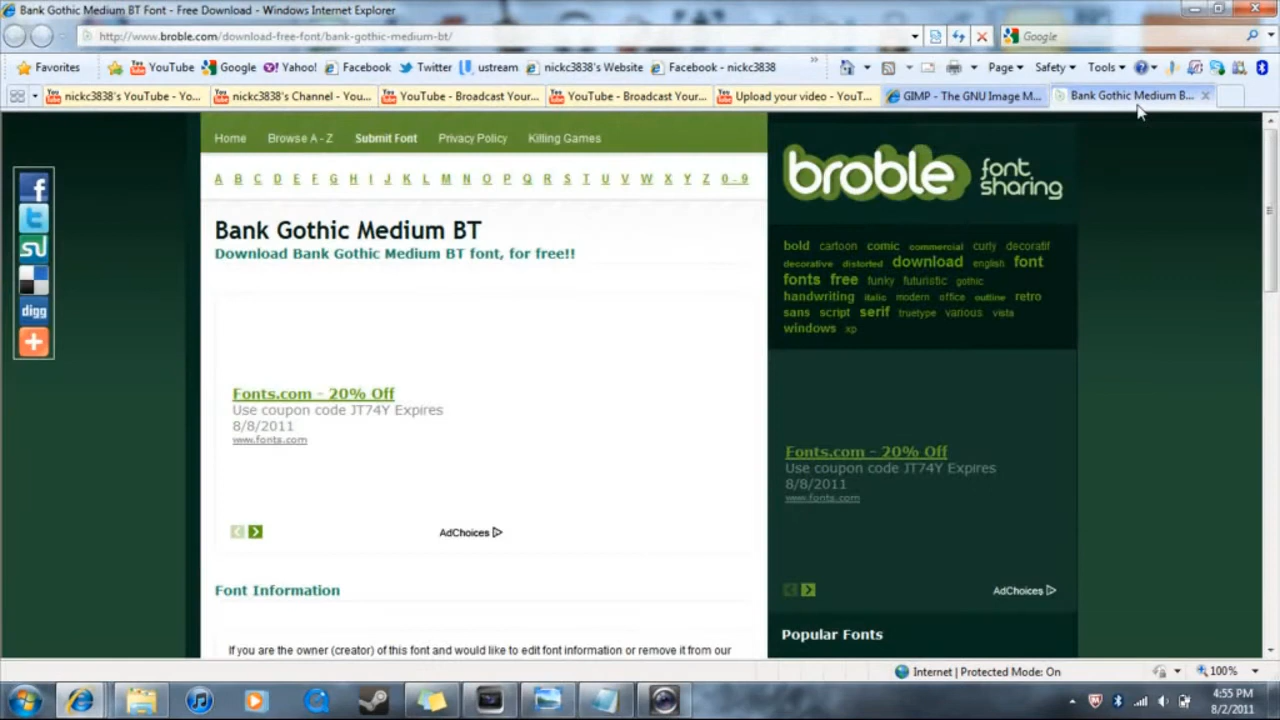 Bank Gothic Medium BT Font - Free Download - Windows Internet Explorer
http://www.broble.com/download-free-font/bank-gothic-medium-bt/
Google
Favorites YouTube Google Yahoo! Facebook Twitter ustream nickc3838's Website Facebook - nickc3838 » Page Safety Tools »
nickc3838's YouTube - Yo... nickc3838's Channel - You... YouTube - Broadcast Your... YouTube - Broadcast Your... Upload your video - YouT... GIMP - The GNU Image M... Bank Gothic Medium B...
Home Browse A - Z Submit Font Privacy Policy Killing Games
A B C D E F G H I J K L M N O P Q R S T U V W X Y Z 0 - 9
broble font sharing
Bank Gothic Medium BT
Download Bank Gothic Medium BT font, for free!!
bold cartoon comic commercial curly decoratif
decorative distorted download english font
fonts free funky futuristic gothic
handwriting italic modern office outline retro
sans script serif truetype various vista
windows xp
digg
Fonts.com - 20% Off
Use coupon code JT74Y Expires
8/8/2011
www.fonts.com
AdChoices
Fonts.com - 20% Off
Use coupon code JT74Y Expires
8/8/2011
www.fonts.com
AdChoices
Font Information
If you are the owner (creator) of this font and would like to edit font information or remove it from our
Popular Fonts
Internet | Protected Mode: On
100%
4:55 PM
8/2/2011